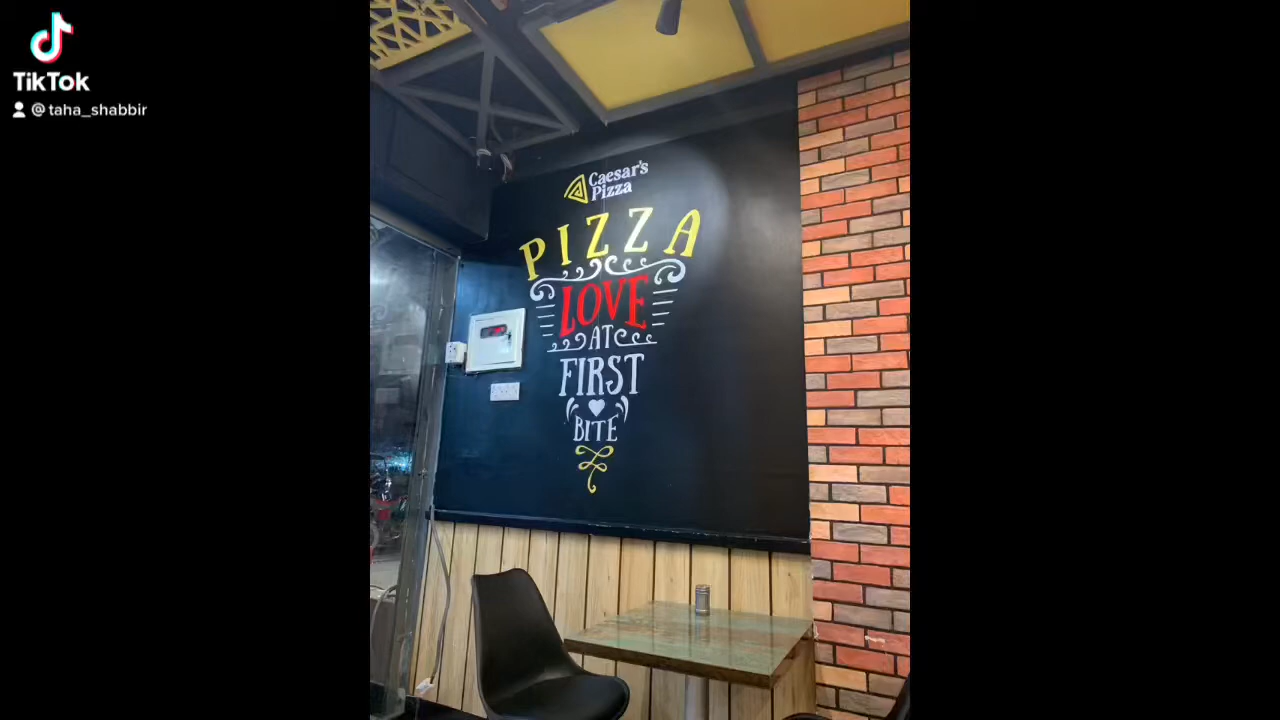 TikTok
@taha_shabbir
Caesar's
Pizza
PIZZA
LOVE
AT
FIRST
BITE